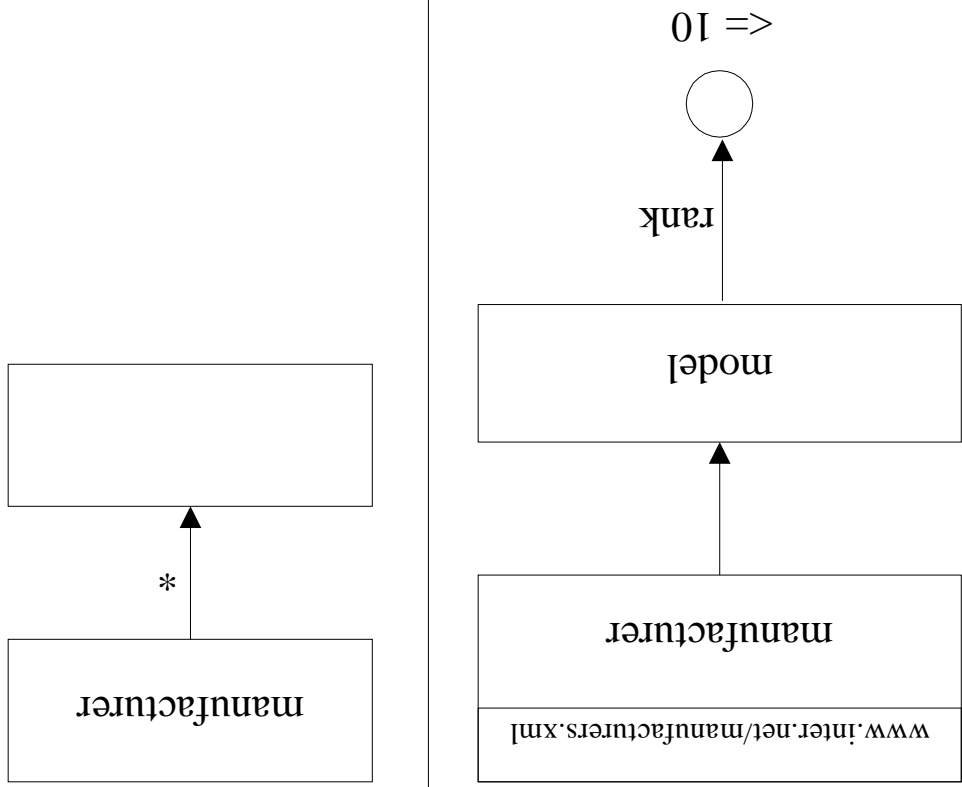 www.inter.net/manufacturers.xml
manufacturer
model
rank
<= 10
manufacturer
*